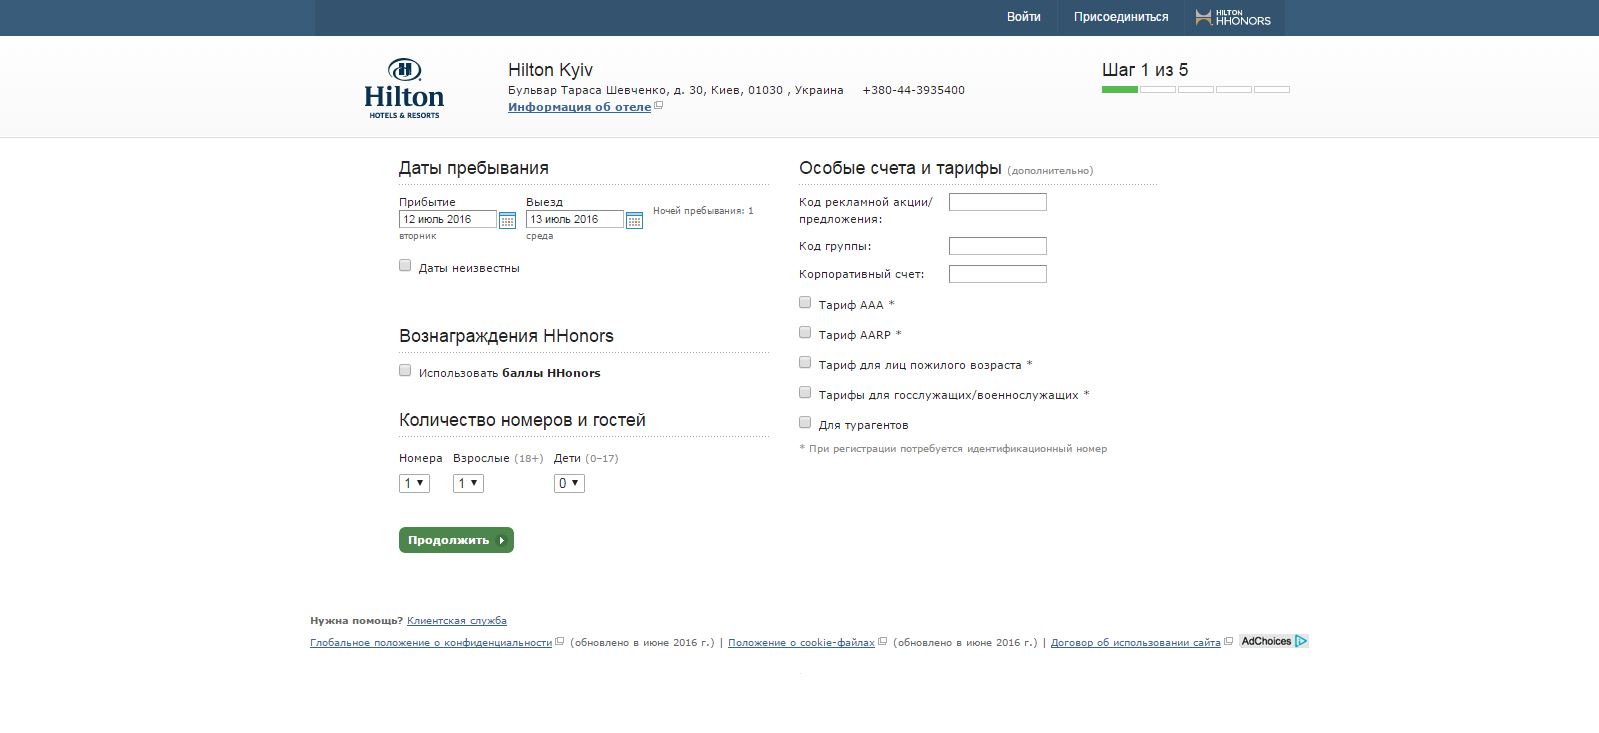 Войти Присоединиться HILTON HHONORS
Hilton
HOTELS & RESORTS
Hilton Kyiv
Бульвар Тараса Шевченко, д. 30, Киев, 01030 , Украина +380-44-3935400
Информация об отеле
Шаг 1 из 5
Даты пребывания
Прибытие Выезд
12 июль 2016 13 июль 2016 Ночей пребывания: 1
вторник среда
Даты неизвестны
Вознаграждения HHonors
Использовать баллы HHonors
Количество номеров и гостей
Номера Взрослые (18+) Дети (0–17)
1 1 0
Продолжить
Особые счета и тарифы (дополнительно)
Код рекламной акции/
предложения:
Код группы:
Корпоративный счет:
Тариф AAA *
Тариф AARP *
Тариф для лиц пожилого возраста *
Тарифы для госслужащих/военнослужащих *
Для турагентов
* При регистрации потребуется идентификационный номер
Нужна помощь? Клиентская служба
Глобальное положение о конфиденциальности (обновлено в июне 2016 г.) | Положение о cookie-файлах (обновлено в июне 2016 г.) | Договор об использовании сайта AdChoices